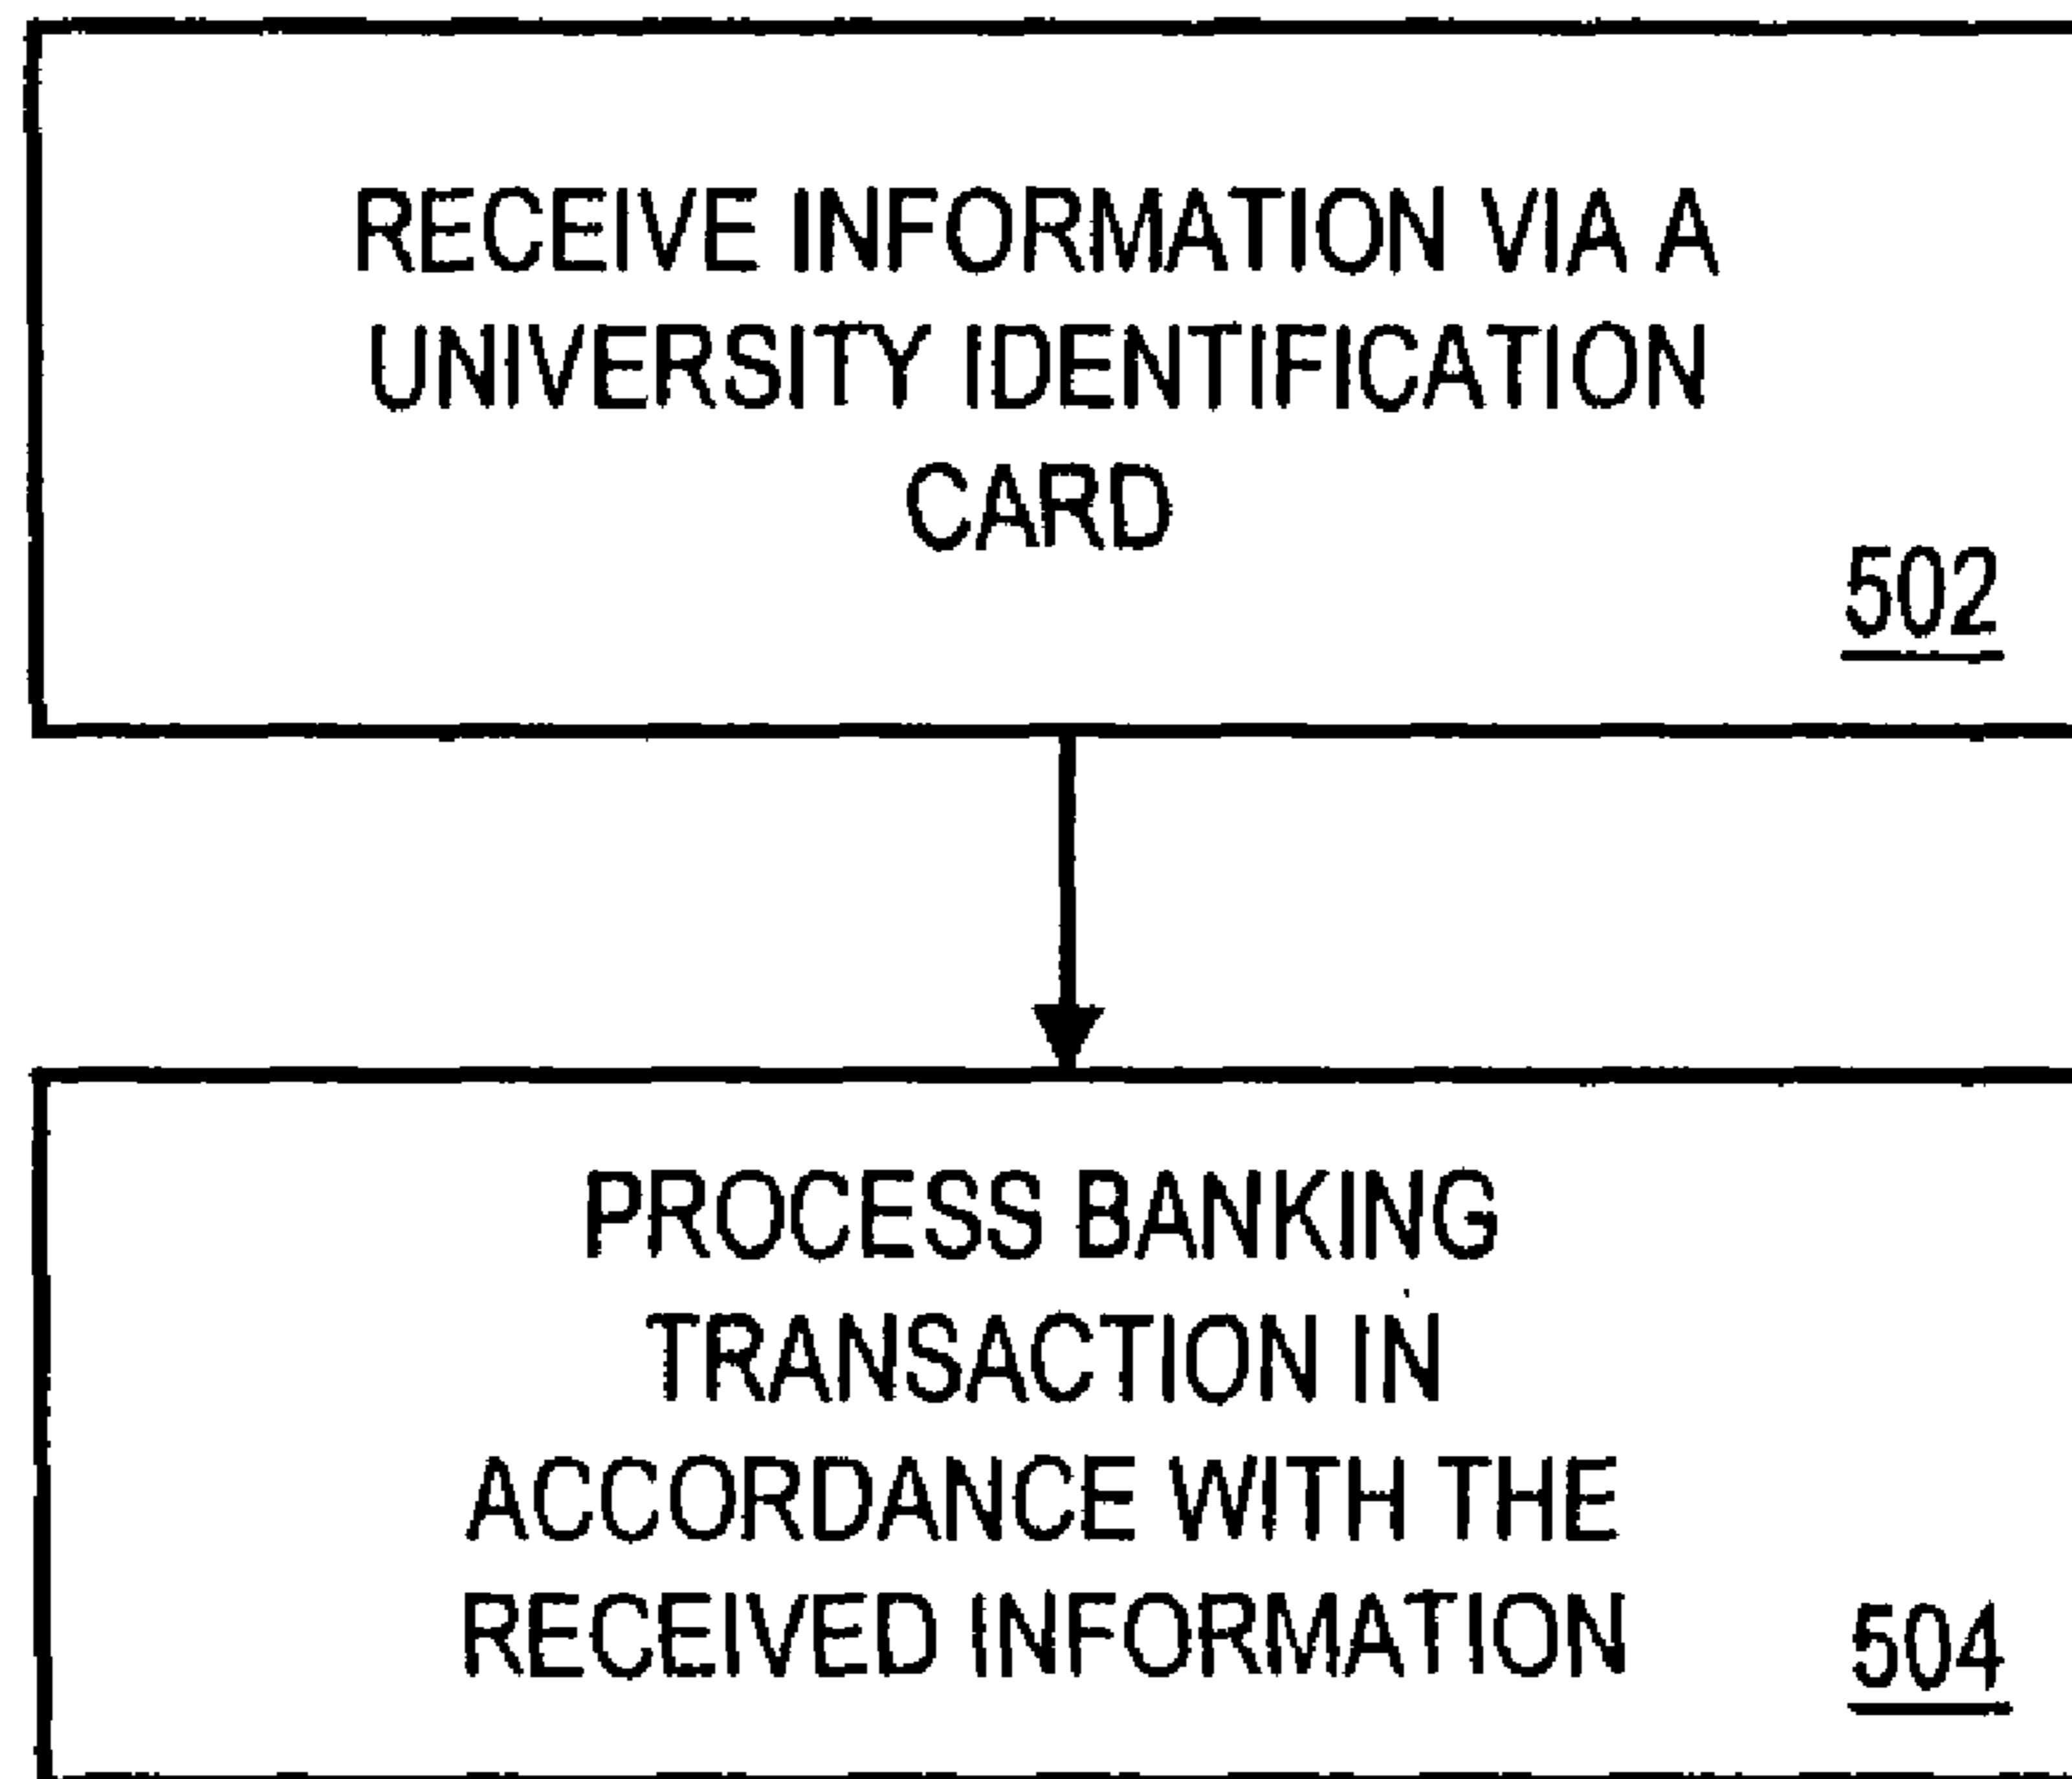 RECEIVE INFORMATION VIA A
UNIVERSITY IDENTIFICATION
CARD
502
PROCESS BANKING
TRANSACTION IN
ACCORDANCE WITH THE
RECEIVED INFORMATION
504